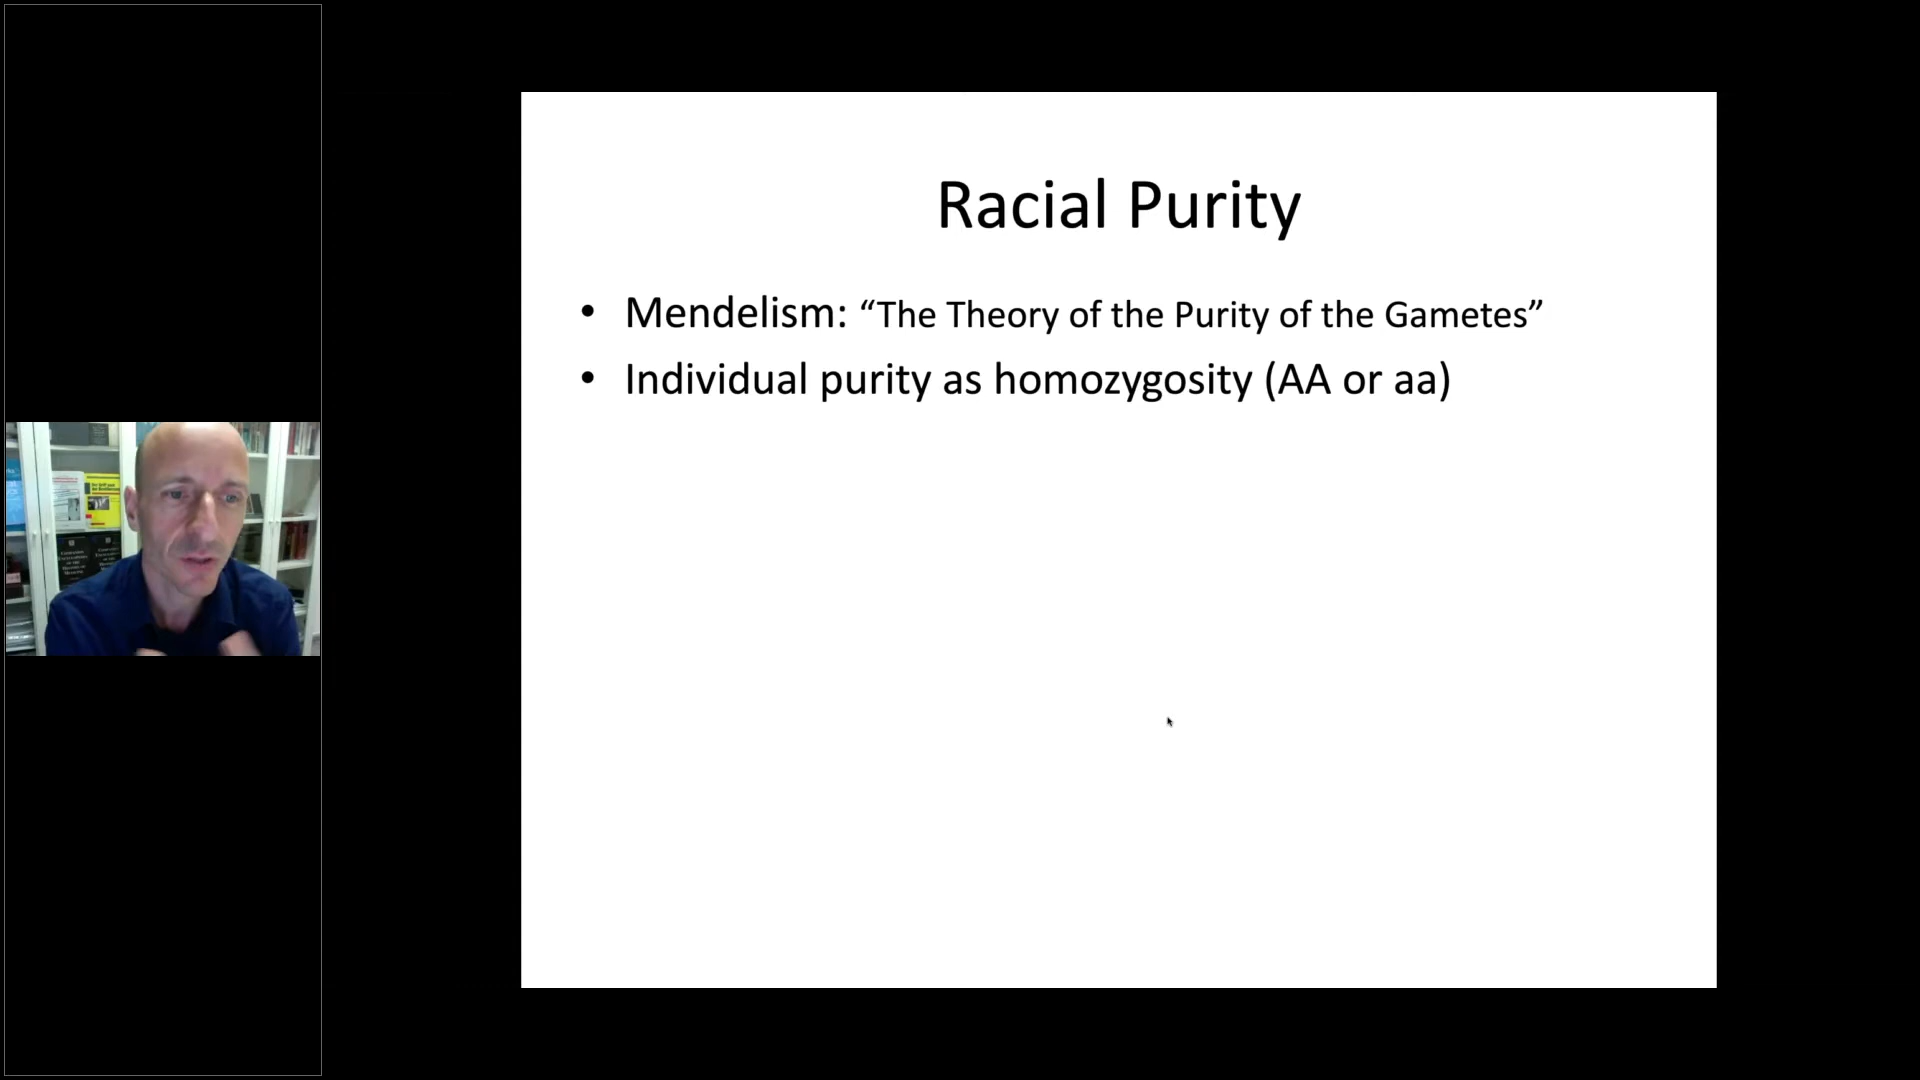 Racial Purity
• Mendelism: “The Theory of the Purity of the Gametes”
• Individual purity as homozygosity (AA or aa)